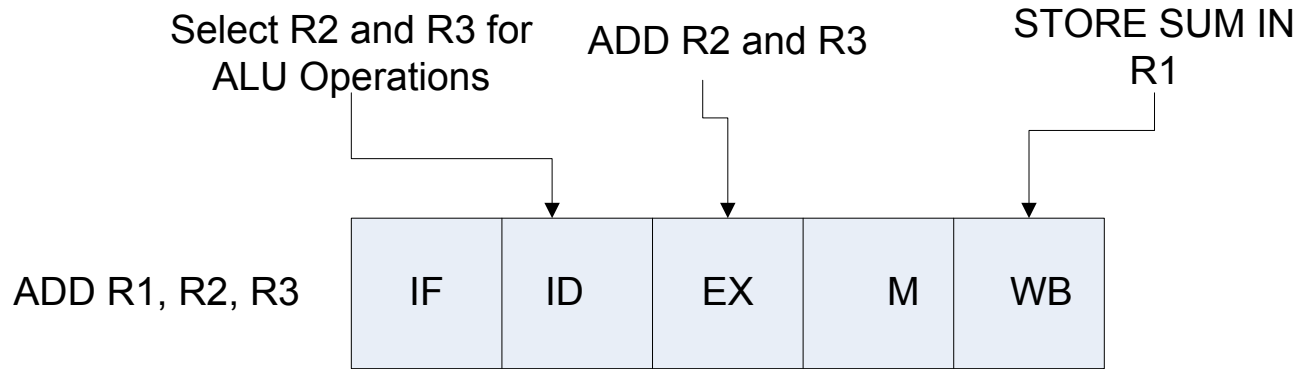 Select R2 and R3 for
ALU Operations
ADD R2 and R3
STORE SUM IN
R1
ADD R1, R2, R3
IF
ID
EX
M
WB